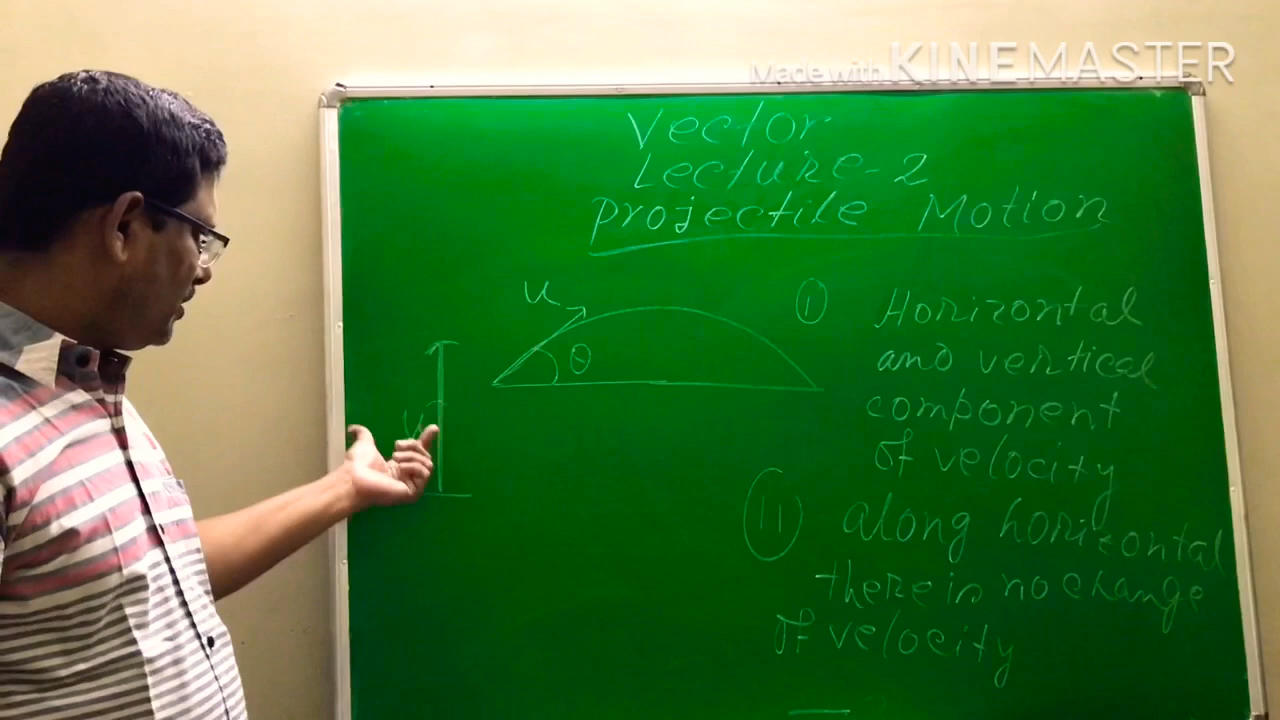 Made with KINEMASTER
Vector
Lecture-2
Projectile Motion
u
θ
(i) Horizontal
and vertical
component
of velocity
(ii) along horizontal
there is no change
of velocity